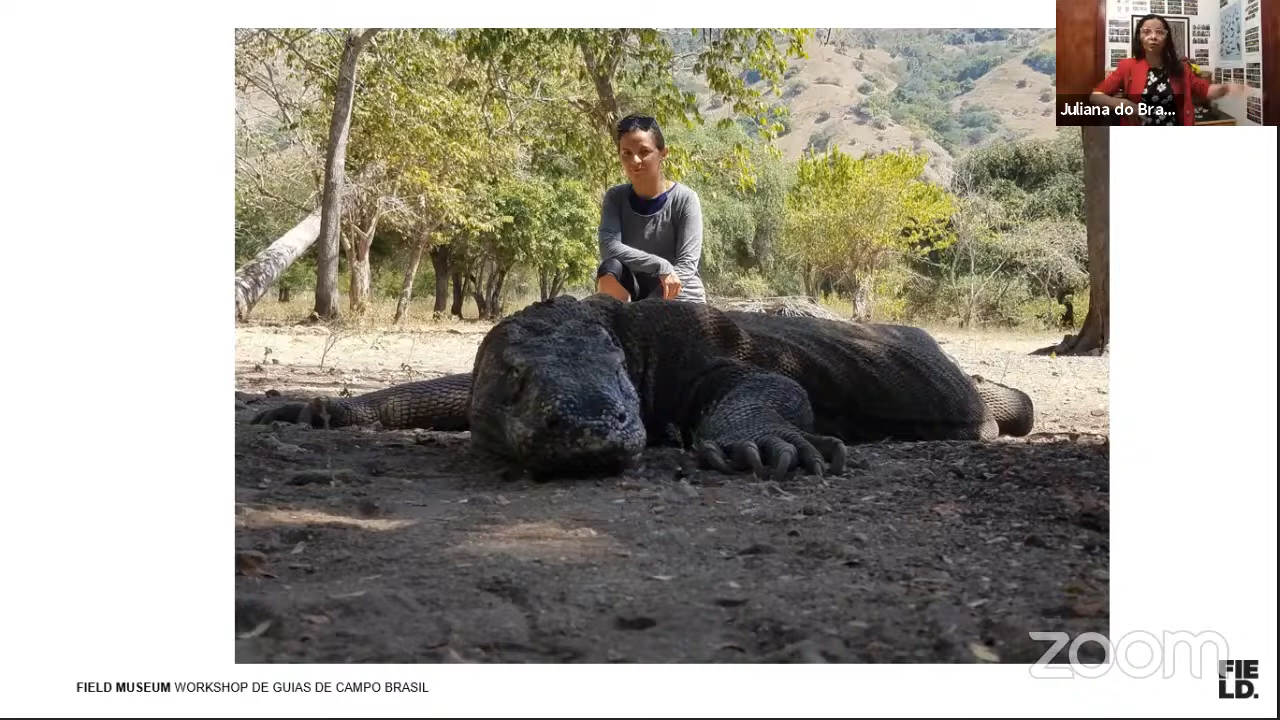 Juliana do Bra...
zoom
FIELD MUSEUM WORKSHOP DE GUIAS DE CAMPO BRASIL
FIE
LD.